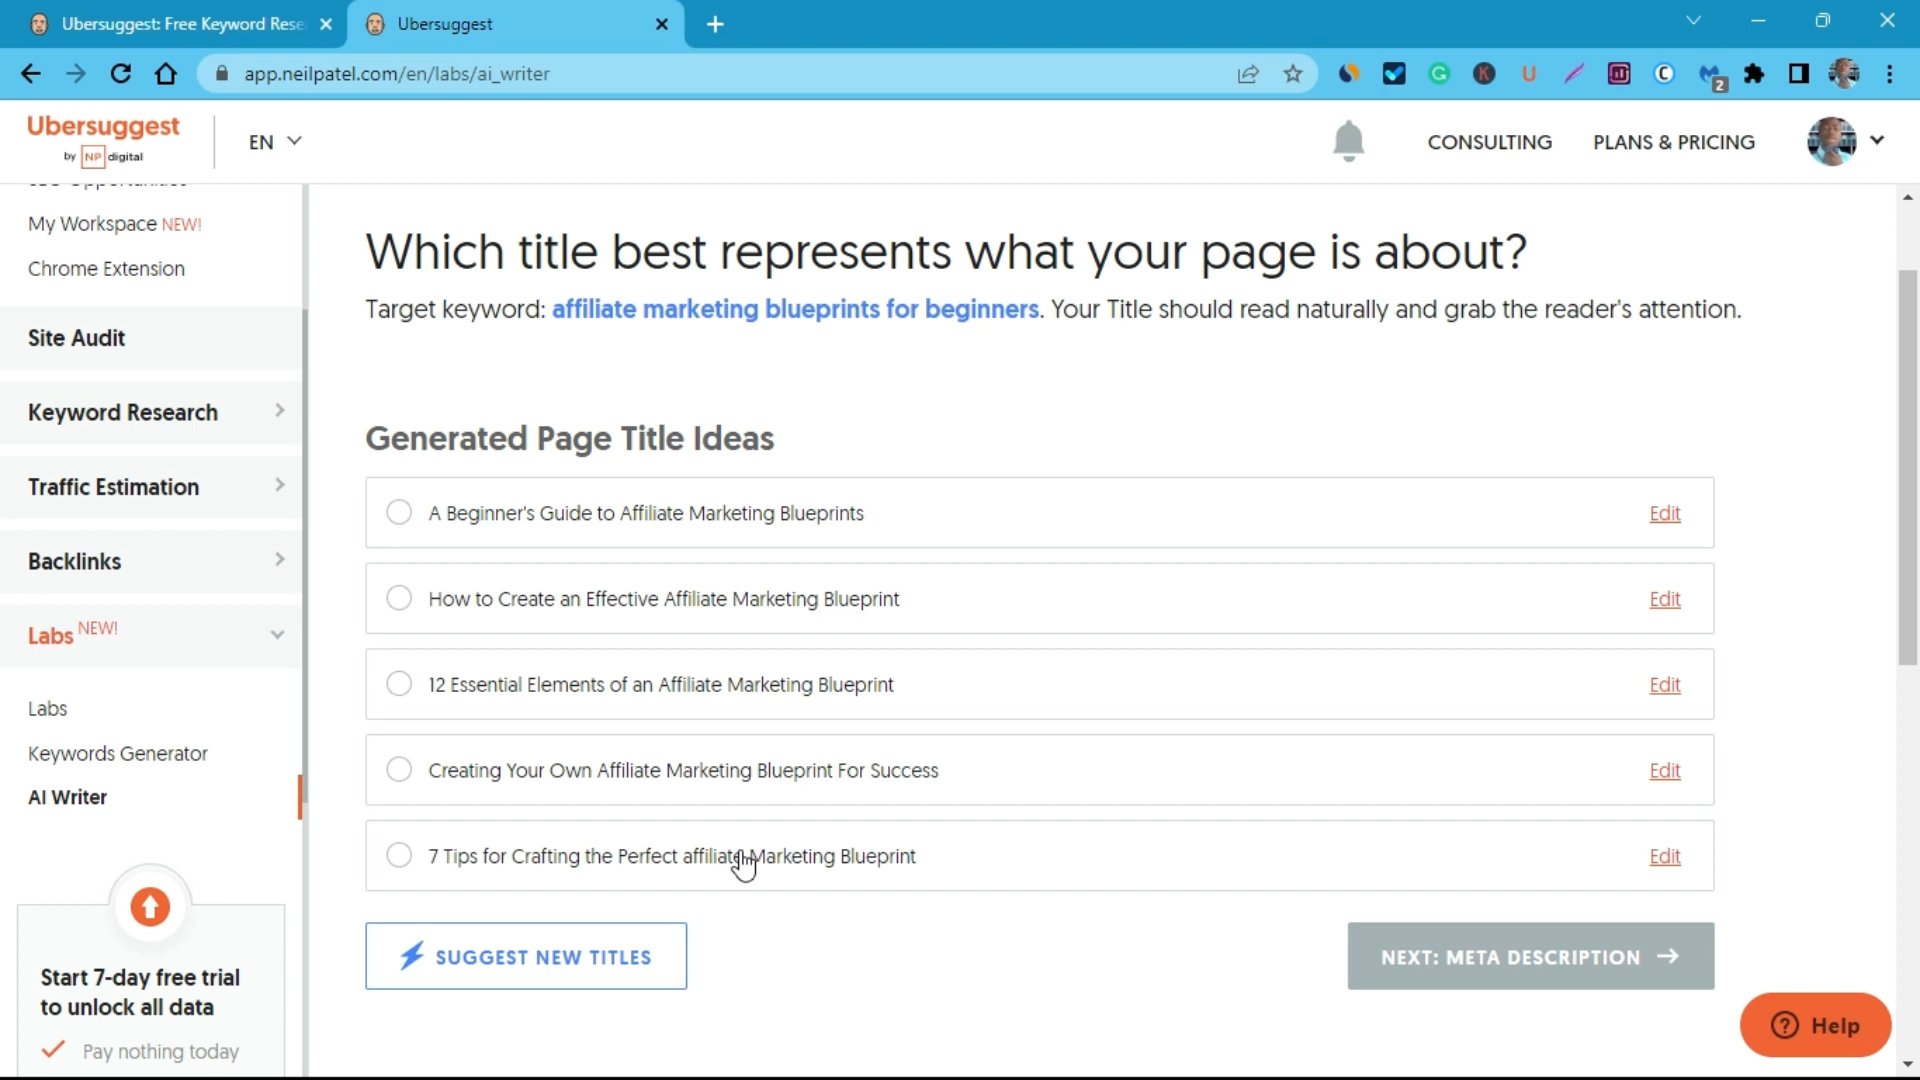 Ubersuggest: Free Keyword Rese
Ubersuggest
app.neilpatel.com/en/labs/ai_writer
2
Ubersuggest
by NP digital
EN
CONSULTING
PLANS & PRICING
My Workspace NEW!
Chrome Extension
Site Audit
Keyword Research
Traffic Estimation
Backlinks
Labs NEW!
Labs
Keywords Generator
AI Writer
Start 7-day free trial
to unlock all data
Pay nothing today
Which title best represents what your page is about?
Target keyword: affiliate marketing blueprints for beginners. Your Title should read naturally and grab the reader's attention.
Generated Page Title Ideas
A Beginner's Guide to Affiliate Marketing Blueprints
Edit
How to Create an Effective Affiliate Marketing Blueprint
Edit
12 Essential Elements of an Affiliate Marketing Blueprint
Edit
Creating Your Own Affiliate Marketing Blueprint For Success
Edit
7 Tips for Crafting the Perfect affiliate Marketing Blueprint
Edit
SUGGEST NEW TITLES
NEXT: META DESCRIPTION
Help